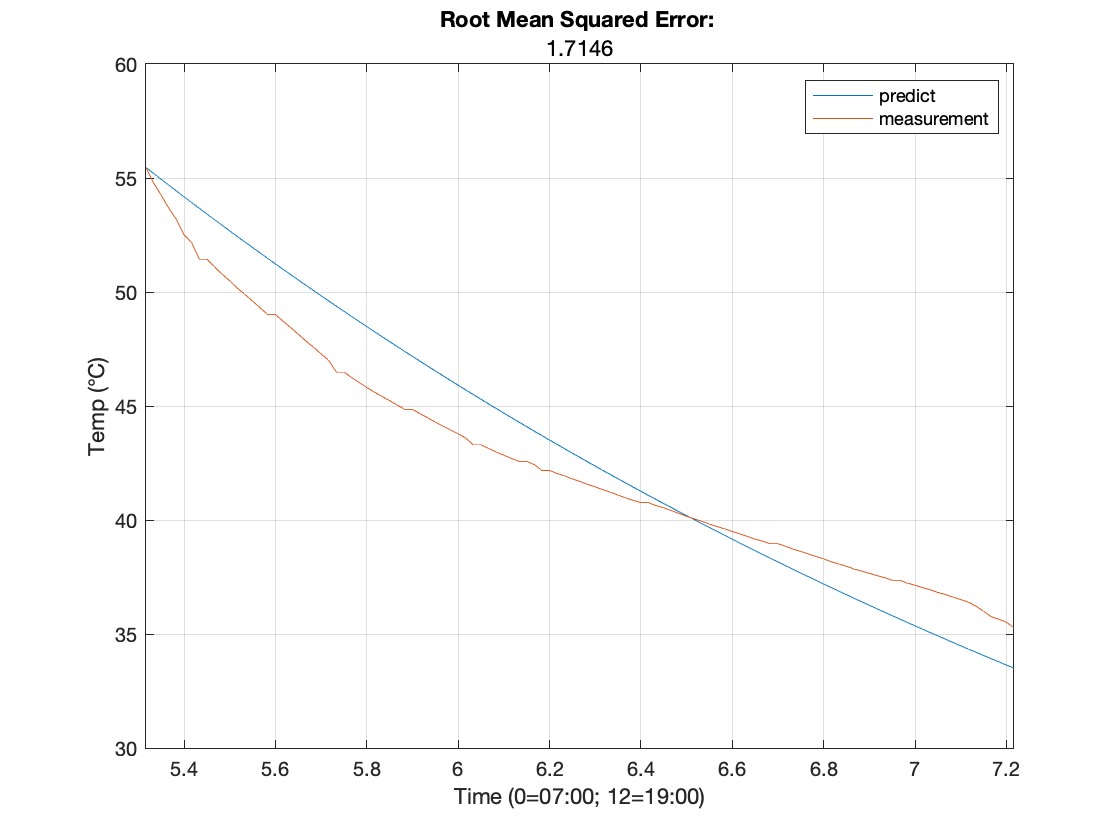 Root Mean Squared Error:
1.7146
predict
measurement
60
55
50
45
40
35
30
Temp (°C)
5.4 5.6 5.8 6 6.2 6.4 6.6 6.8 7 7.2
Time (0=07:00; 12=19:00)